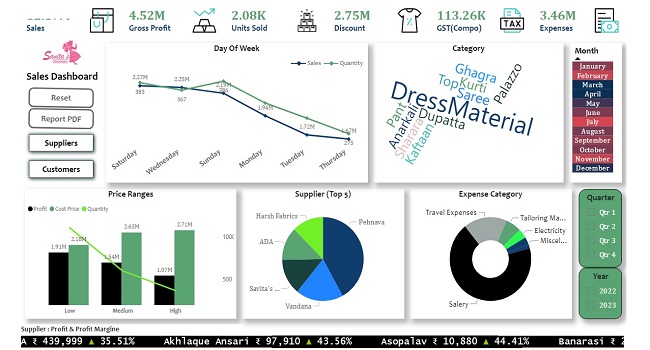 4.52M
2.08K
2.75M
113.26K
3.46M
Sales
Gross Profit
Units Sold
Discount
GST(Compo)
TAX
Expenses
Savita's
Sales Dashboard
Reset
Report PDF
Suppliers
Customers
Day Of Week
Sales
Quantity
2.27M
383
2.25M
367
1.94M
1.72M
1.67M
275
Saturday
Wednesday
Sunday
Monday
Tuesday
Thursday
Category
Ghagra
Palazzo
Top
Kurti
Saree
DressMaterial
Pant
Dupatta
Anarkali
Sharara
Kaftaan
Month
January
February
March
April
May
June
July
August
September
October
November
December
Price Ranges
Profit
Cost Price
Quantity
1.91M
2.18M
1.54M
2.63M
1.07M
2.71M
1000
500
Low
Medium
High
Supplier (Top 5)
Harsh Fabrics
Pehnava
ADA
Savita's ...
Vandana
Expense Category
Travel Expenses
Tailoring Ma...
Electricity
Miscel...
Salery
Quarter
Qtr 1
Qtr 2
Qtr 3
Qtr 4
Year
2022
2023
Supplier : Profit & Profit Margine
A ₹ 439,999 ▲ 35.51% Akhlaque Ansari ₹ 97,910 ▲ 43.56% Asopalav ₹ 10,880 ▲ 44.41% Banarasi ₹ 2